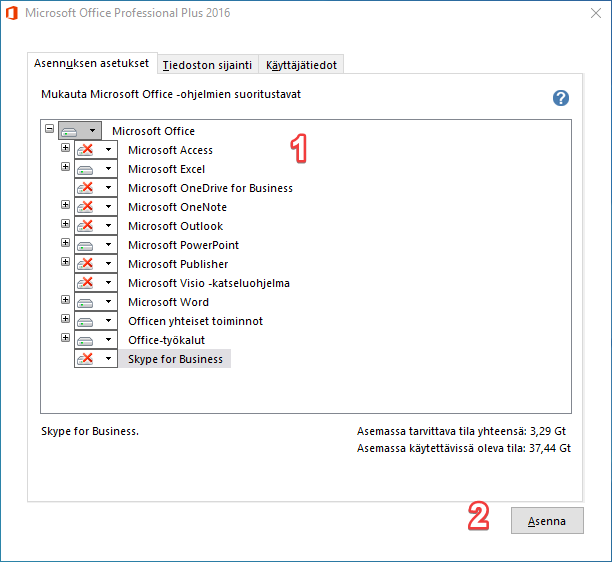 Microsoft Office Professional Plus 2016
Asennuksen asetukset
Tiedoston sijainti
Käyttäjätiedot
Mukauta Microsoft Office -ohjelmien suoritustavat
?
Microsoft Office
1
Microsoft Access
Microsoft Excel
Microsoft OneDrive for Business
Microsoft OneNote
Microsoft Outlook
Microsoft PowerPoint
Microsoft Publisher
Microsoft Visio -katseluohjelma
Microsoft Word
Officen yhteiset toiminnot
Office-työkalut
Skype for Business
Skype for Business.
Asemassa tarvittava tila yhteensä: 3,29 Gt
Asemassa käytettävissä oleva tila: 37,44 Gt
2
Asenna